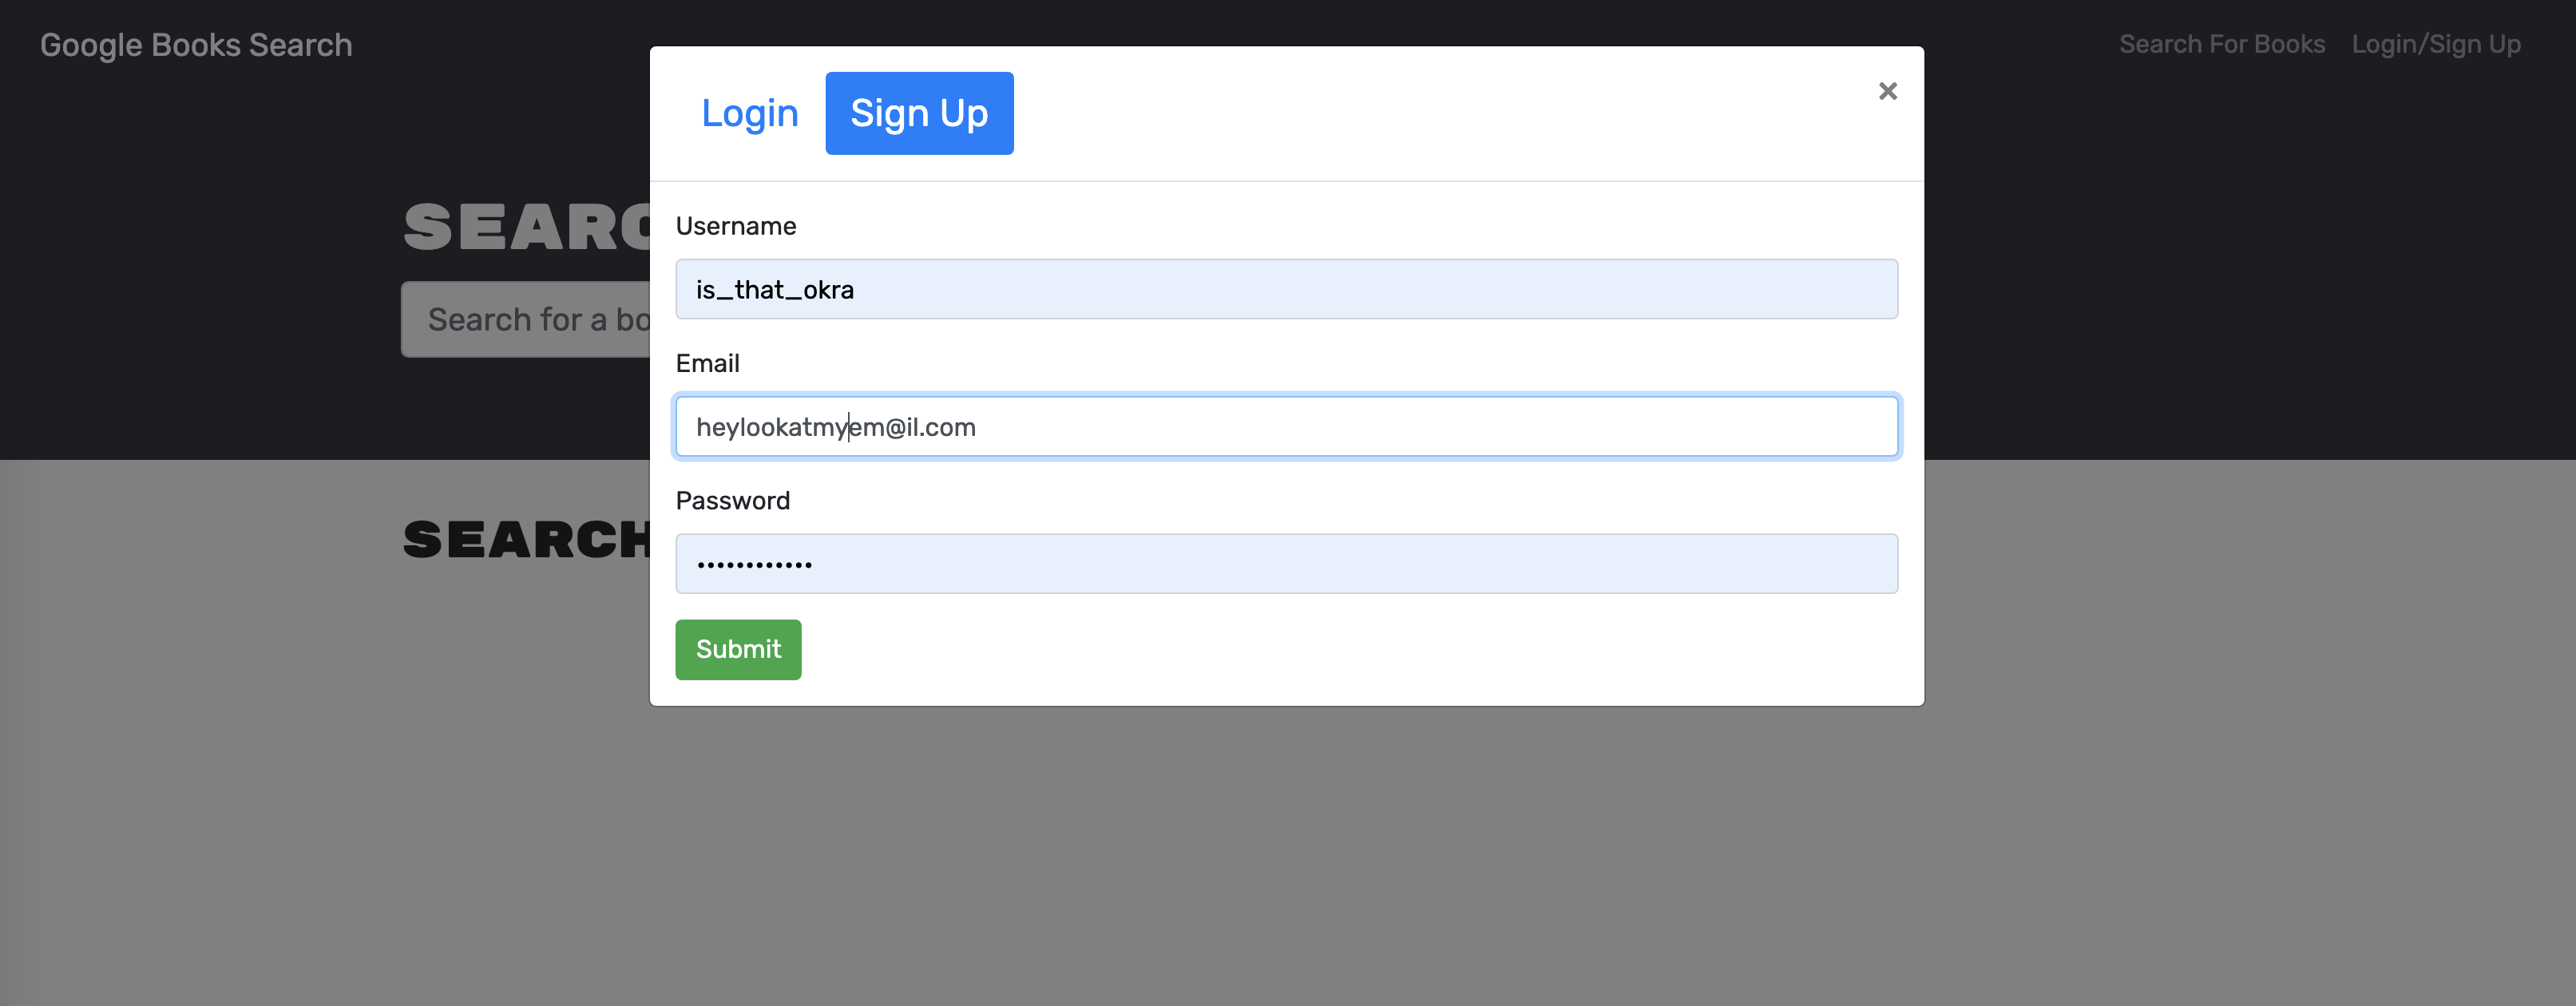 Google Books Search
Search For Books Login/Sign Up
Login Sign Up
×
SEARC
Search for a bo
Username
is_that_okra
Email
heylookatmyem@il.com
Password
••••••••••••
SEARCH
Submit